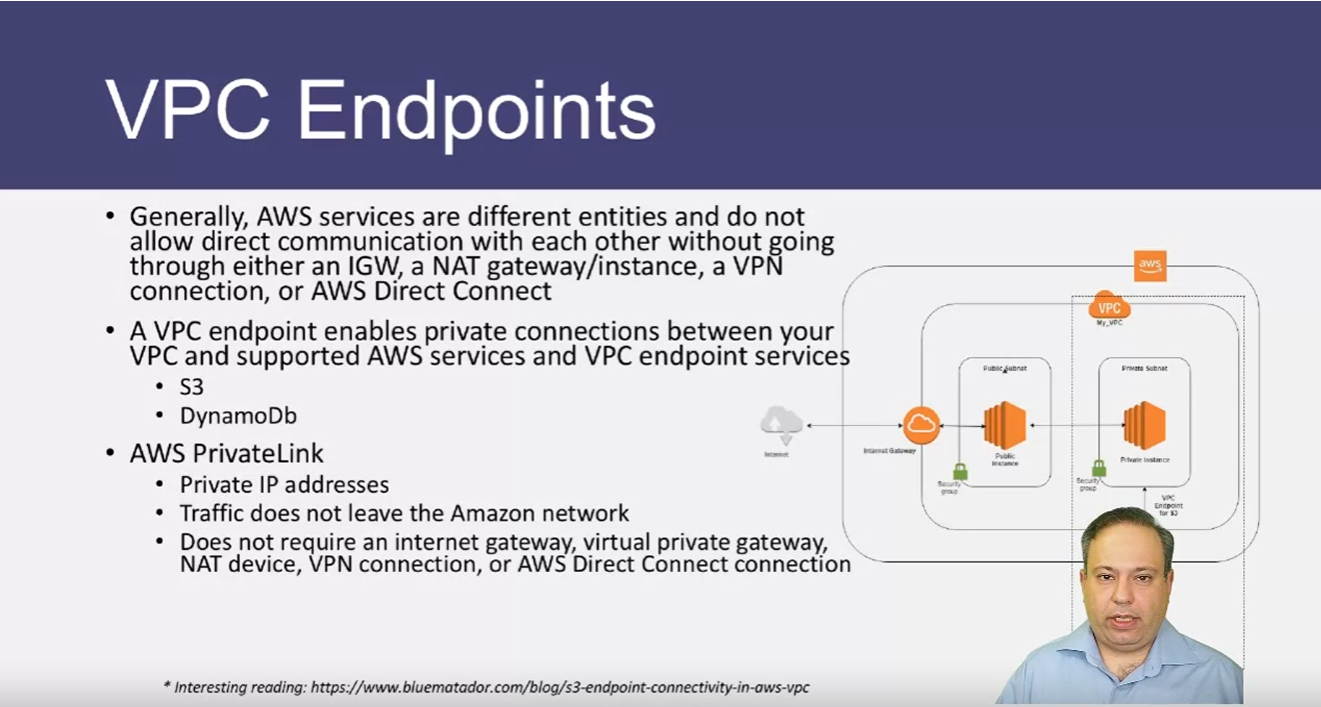 VPC Endpoints
• Generally, AWS services are different entities and do not
allow direct communication with each other without going
through either an IGW, a NAT gateway/instance, a VPN
connection, or AWS Direct Connect
• A VPC endpoint enables private connections between your
VPC and supported AWS services and VPC endpoint services
• S3
• DynamoDb
• AWS PrivateLink
• Private IP addresses
• Traffic does not leave the Amazon network
• Does not require an internet gateway, virtual private gateway,
NAT device, VPN connection, or AWS Direct Connect connection
* Interesting reading: https://www.bluematador.com/blog/s3-endpoint-connectivity-in-aws-vpc
aws
VPC
My_VPC
Public Subnet
Private Subnet
Internet
Internet Gateway
Public
Instance
Private Instance
Security
group
Security
group
VPC
Endpoint
for S3